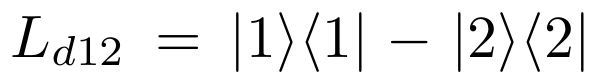 L_{d12} = |1⟩⟨1| − |2⟩⟨2|